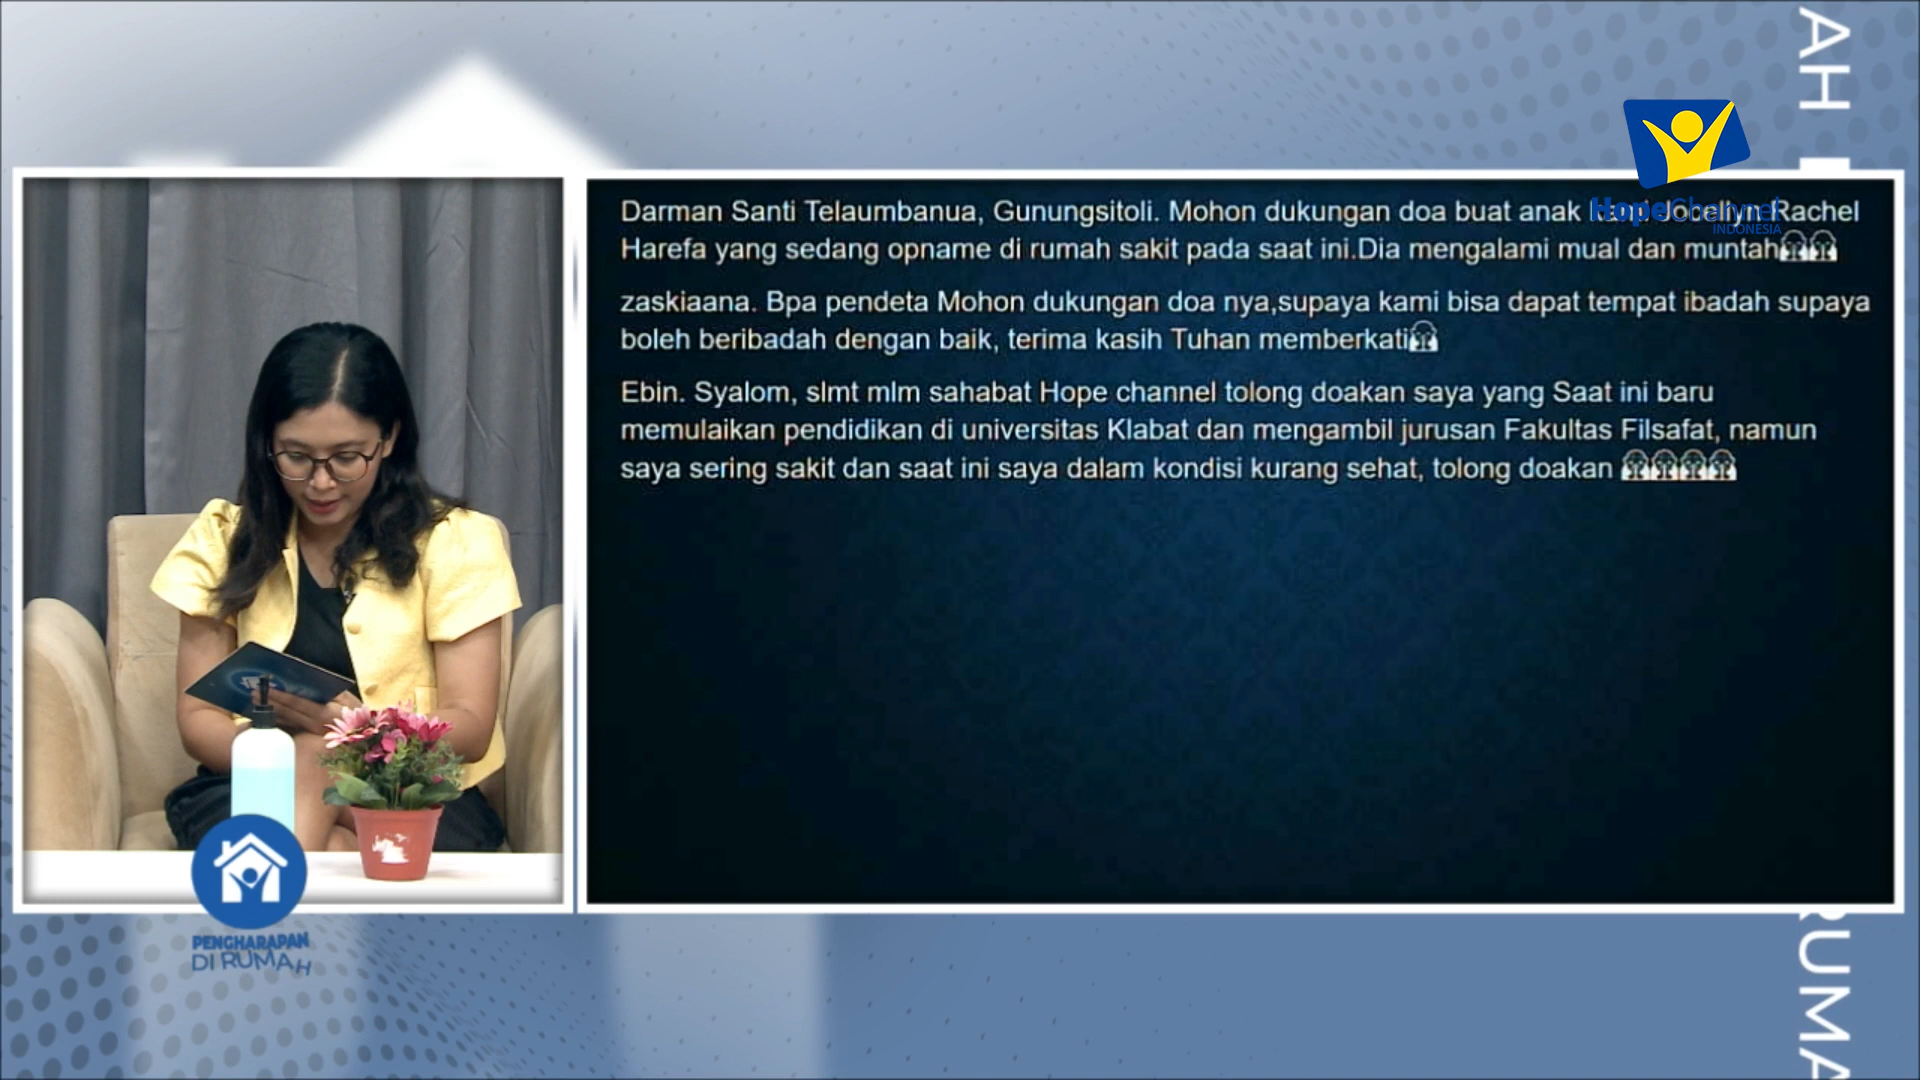 AH
HopeChannel
INDONESIA
Darman Santi Telaumbanua, Gunungsitoli. Mohon dukungan doa buat anak kami Jocellyn Rachel
Harefa yang sedang opname di rumah sakit pada saat ini.Dia mengalami mual dan muntah
zaskiaana. Bpa pendeta Mohon dukungan doa nya,supaya kami bisa dapat tempat ibadah supaya
boleh beribadah dengan baik, terima kasih Tuhan memberkati
Ebin. Syalom, slmt mlm sahabat Hope channel tolong doakan saya yang Saat ini baru
memulaikan pendidikan di universitas Klabat dan mengambil jurusan Fakultas Filsafat, namun
saya sering sakit dan saat ini saya dalam kondisi kurang sehat, tolong doakan
PENGHARAPAN
DI RUMAH
RUMA